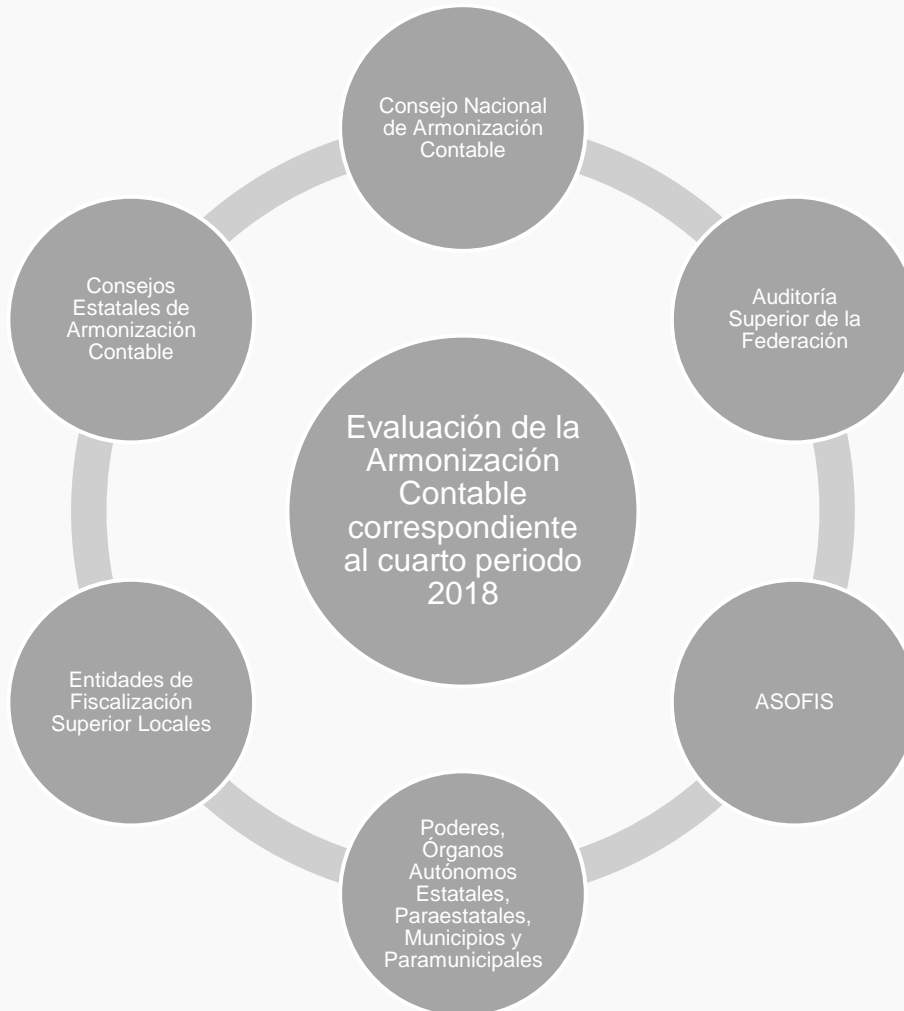 Consejo Nacional
de Armonización
Contable
Auditoría
Superior de la
Federación
ASOFIS
Poderes,
Órganos
Autónomos
Estatales,
Paraestatales,
Municipios y
Paramunicipales
Entidades de
Fiscalización
Superior Locales
Consejos
Estatales de
Armonización
Contable
Evaluación de la
Armonización
Contable
correspondiente
al cuarto periodo
2018